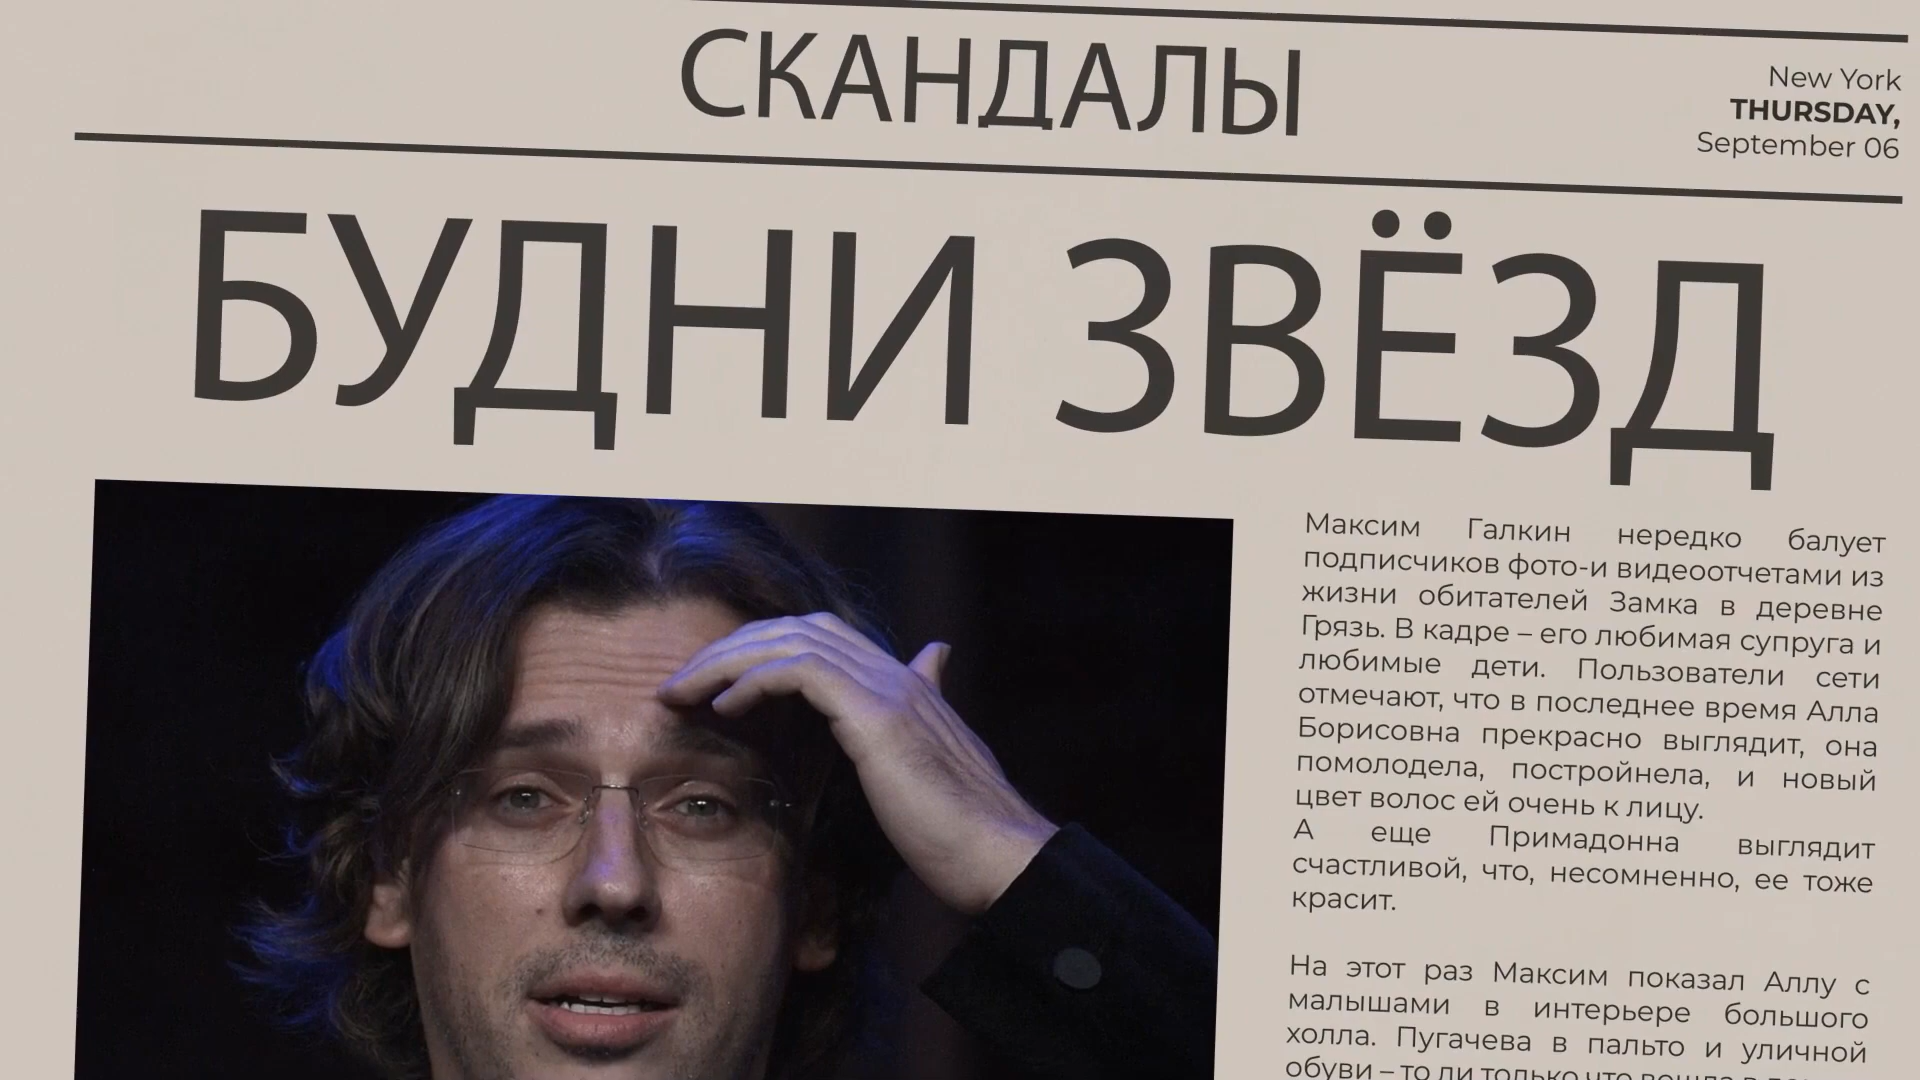 СКАНДАЛЫ
New York
THURSDAY,
September 06
БУДНИ ЗВЁЗД
Максим Галкин нередко балует
подписчиков фото-и видеоотчетами из
жизни обитателей Замка в деревне
Грязь. В кадре – его любимая супруга и
любимые дети. Пользователи сети
отмечают, что в последнее время Алла
Борисовна прекрасно выглядит, она
помолодела, постройнела, и новый
цвет волос ей очень к лицу.
А еще Примадонна выглядит
счастливой, что, несомненно, ее тоже
красит.
На этот раз Максим показал Аллу с
малышами в интерьере большого
холла. Пугачева в пальто и уличной
обуви – то ли только что вошла в